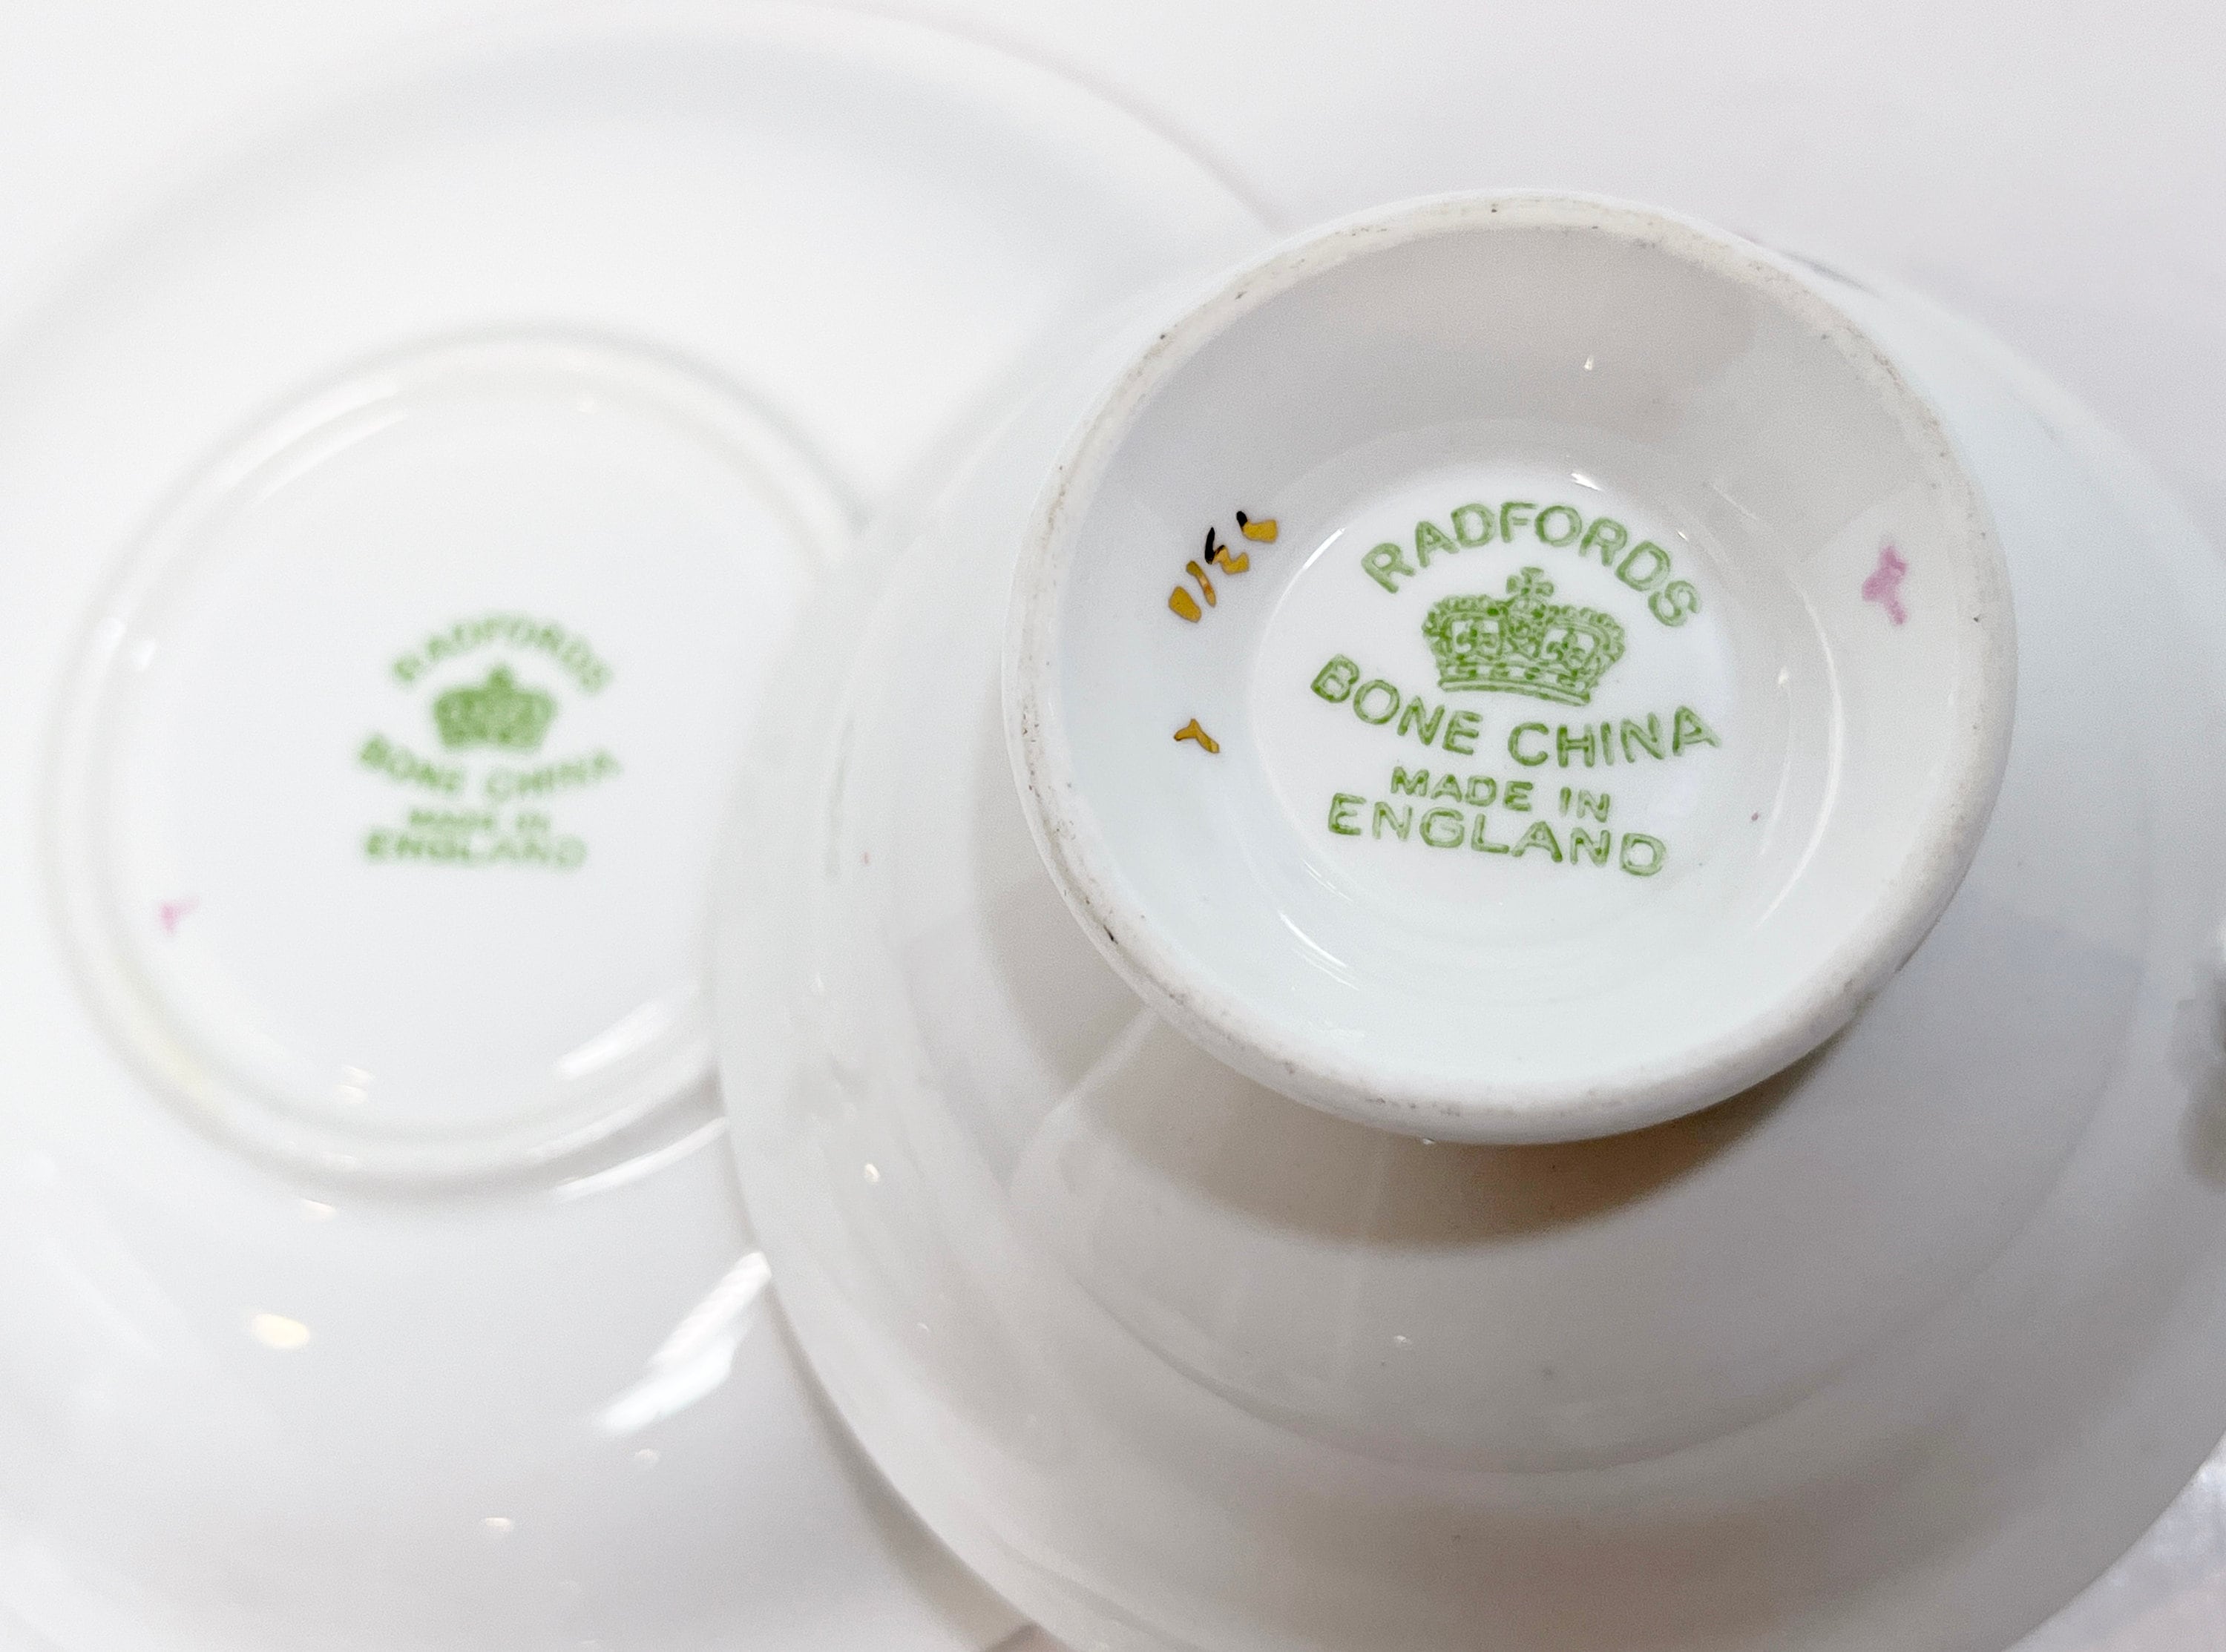 RADFORDS
BONE CHINA
MADE IN
ENGLAND
RADFORDS
BONE CHINA
MADE IN
ENGLAND